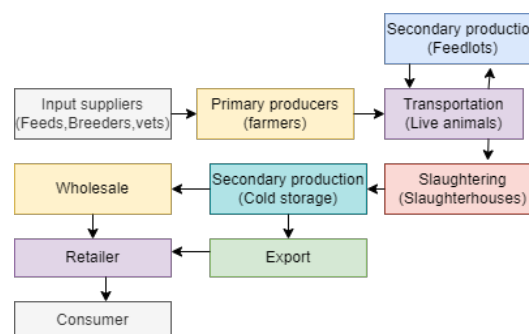 Secondary productio
(Feedlots)
Input suppliers
(Feeds,Breeders,vets)
Primary producers
(farmers)
Transportation
(Live animals)
Wholesale
Secondary production
(Cold storage)
Slaughtering
(Slaughterhouses)
Retailer
Export
Consumer